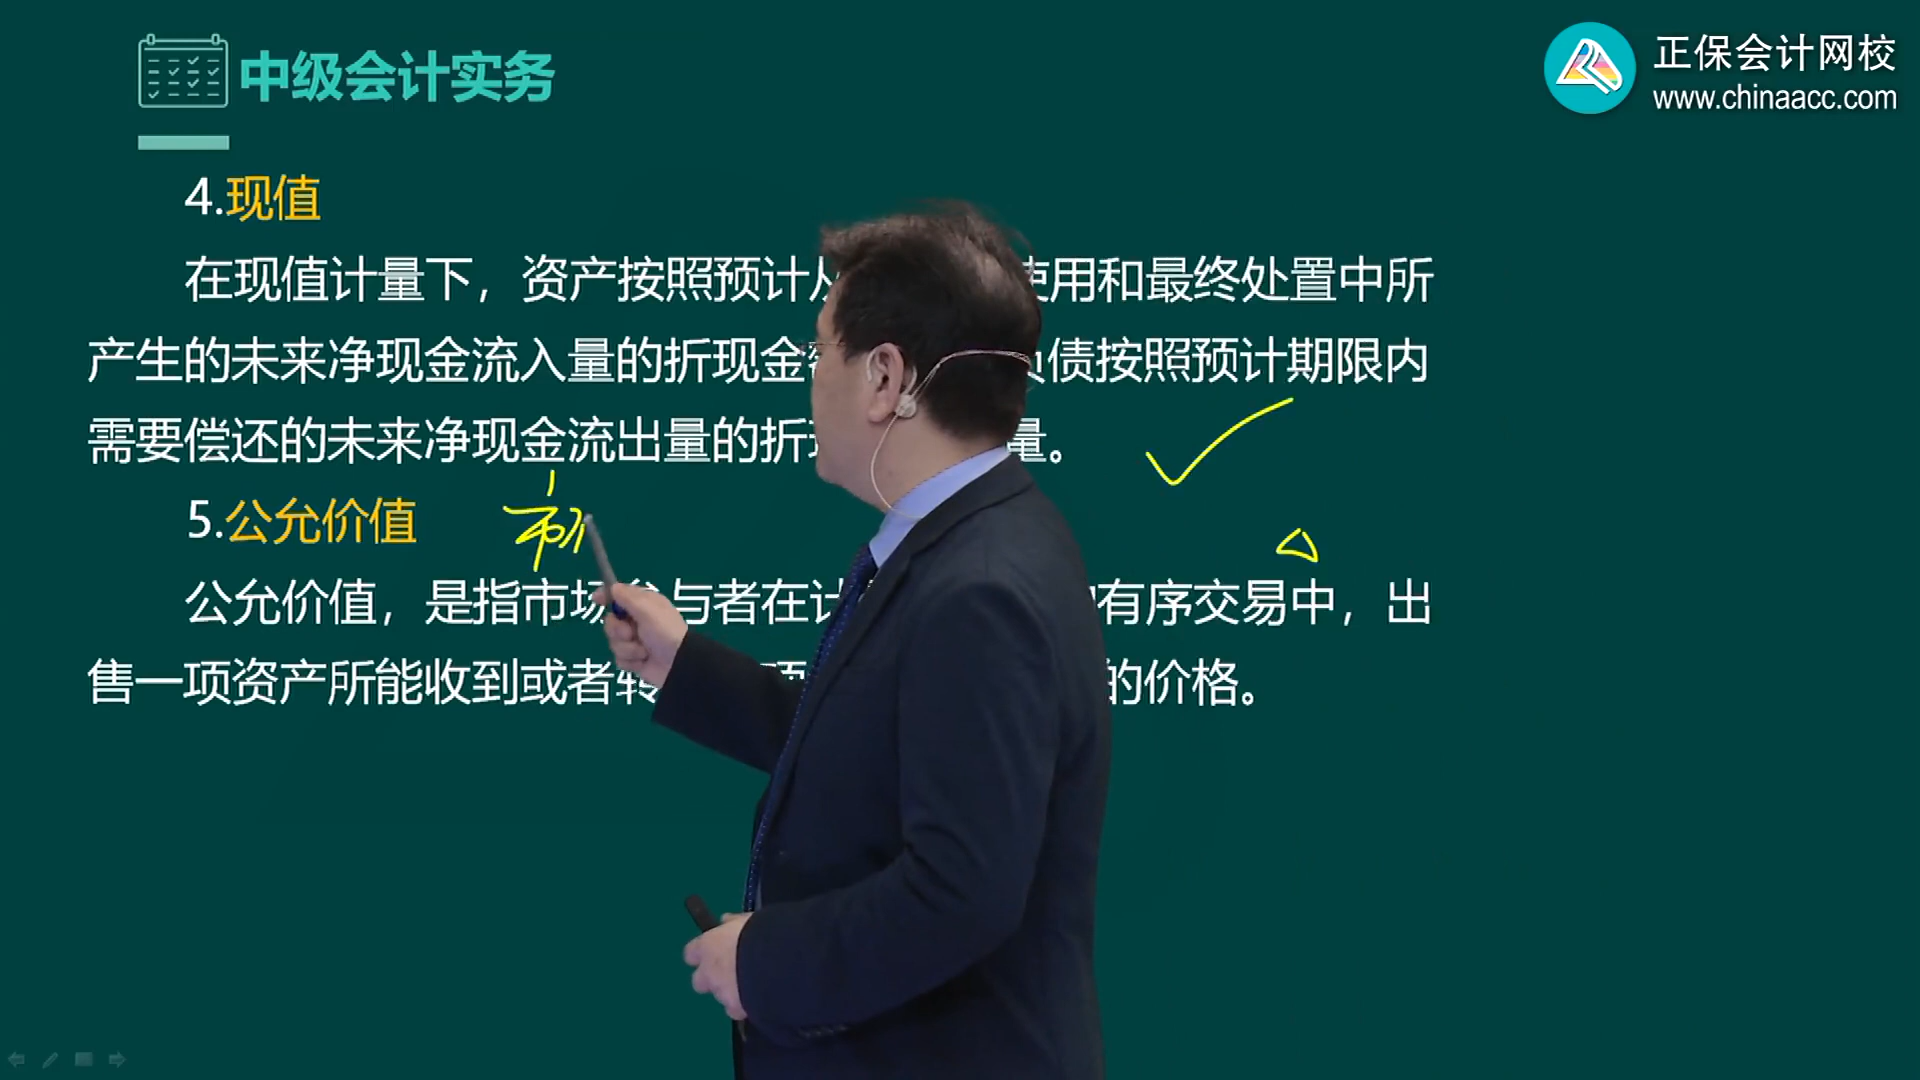 中级会计实务
正保会计网校
www.chinaacc.com
4.现值
在现值计量下，资产按照预计从 使用和最终处置中所
产生的未来净现金流入量的折现金 负债按照预计期限内
需要偿还的未来净现金流出量的折 量。
市
5.公允价值
公允价值，是指市场参与者在计 有序交易中，出
售一项资产所能收到或者转 项 的价格。